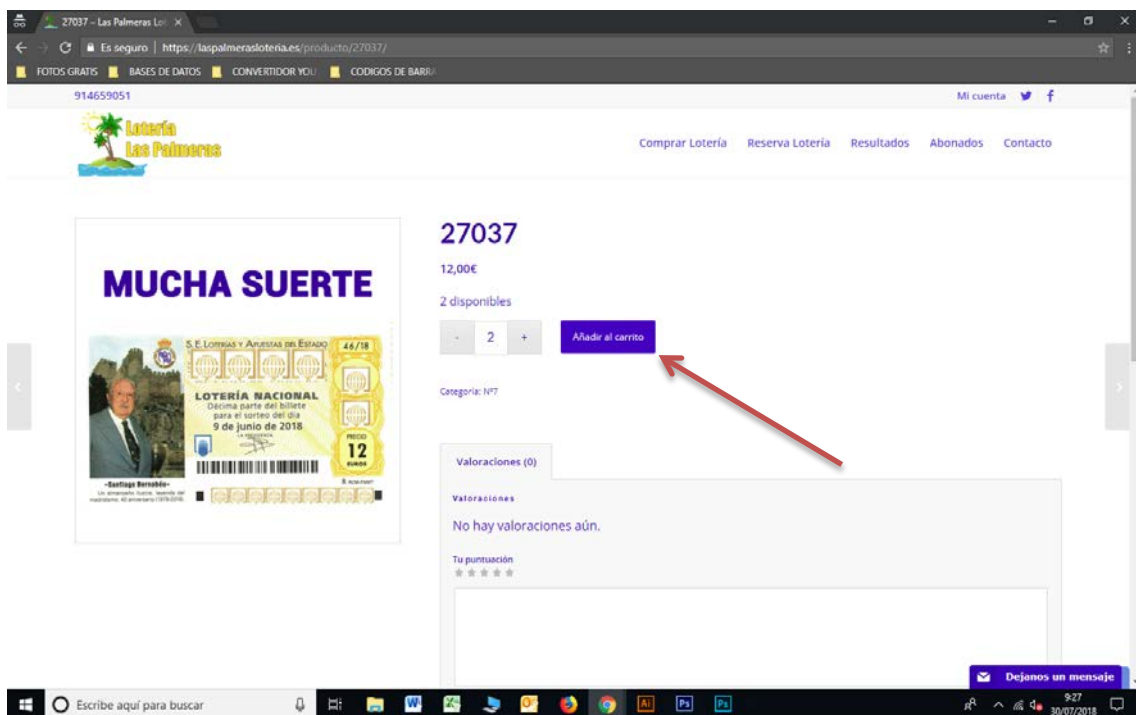 27037 – Las Palmeras Lot
Es seguro | https://laspalmerasloteria.es/producto/27037/
FOTOS GRATIS BASES DE DATOS CONVERTIDOR YOU CODIGOS DE BARRA
914659051
Mi cuenta
Lotería
Las Palmeras
Comprar Lotería Reserva Lotería Resultados Abonados Contacto
27037
12,00€
2 disponibles
- 2 +
Añadir al carrito
Categoría: Nº7
MUCHA SUERTE
S. E. LOTERÍAS Y APUESTAS DEL ESTADO
46/18
LOTERÍA NACIONAL
Décima parte del billete
para el sorteo del día
9 de junio de 2018
PRECIO
12
EUROS
-Santiago Bernabéu-
Valoraciones (0)
Valoraciones
No hay valoraciones aún.
Tu puntuación
Dejanos un mensaje
Escribe aquí para buscar
9:27
30/07/2018